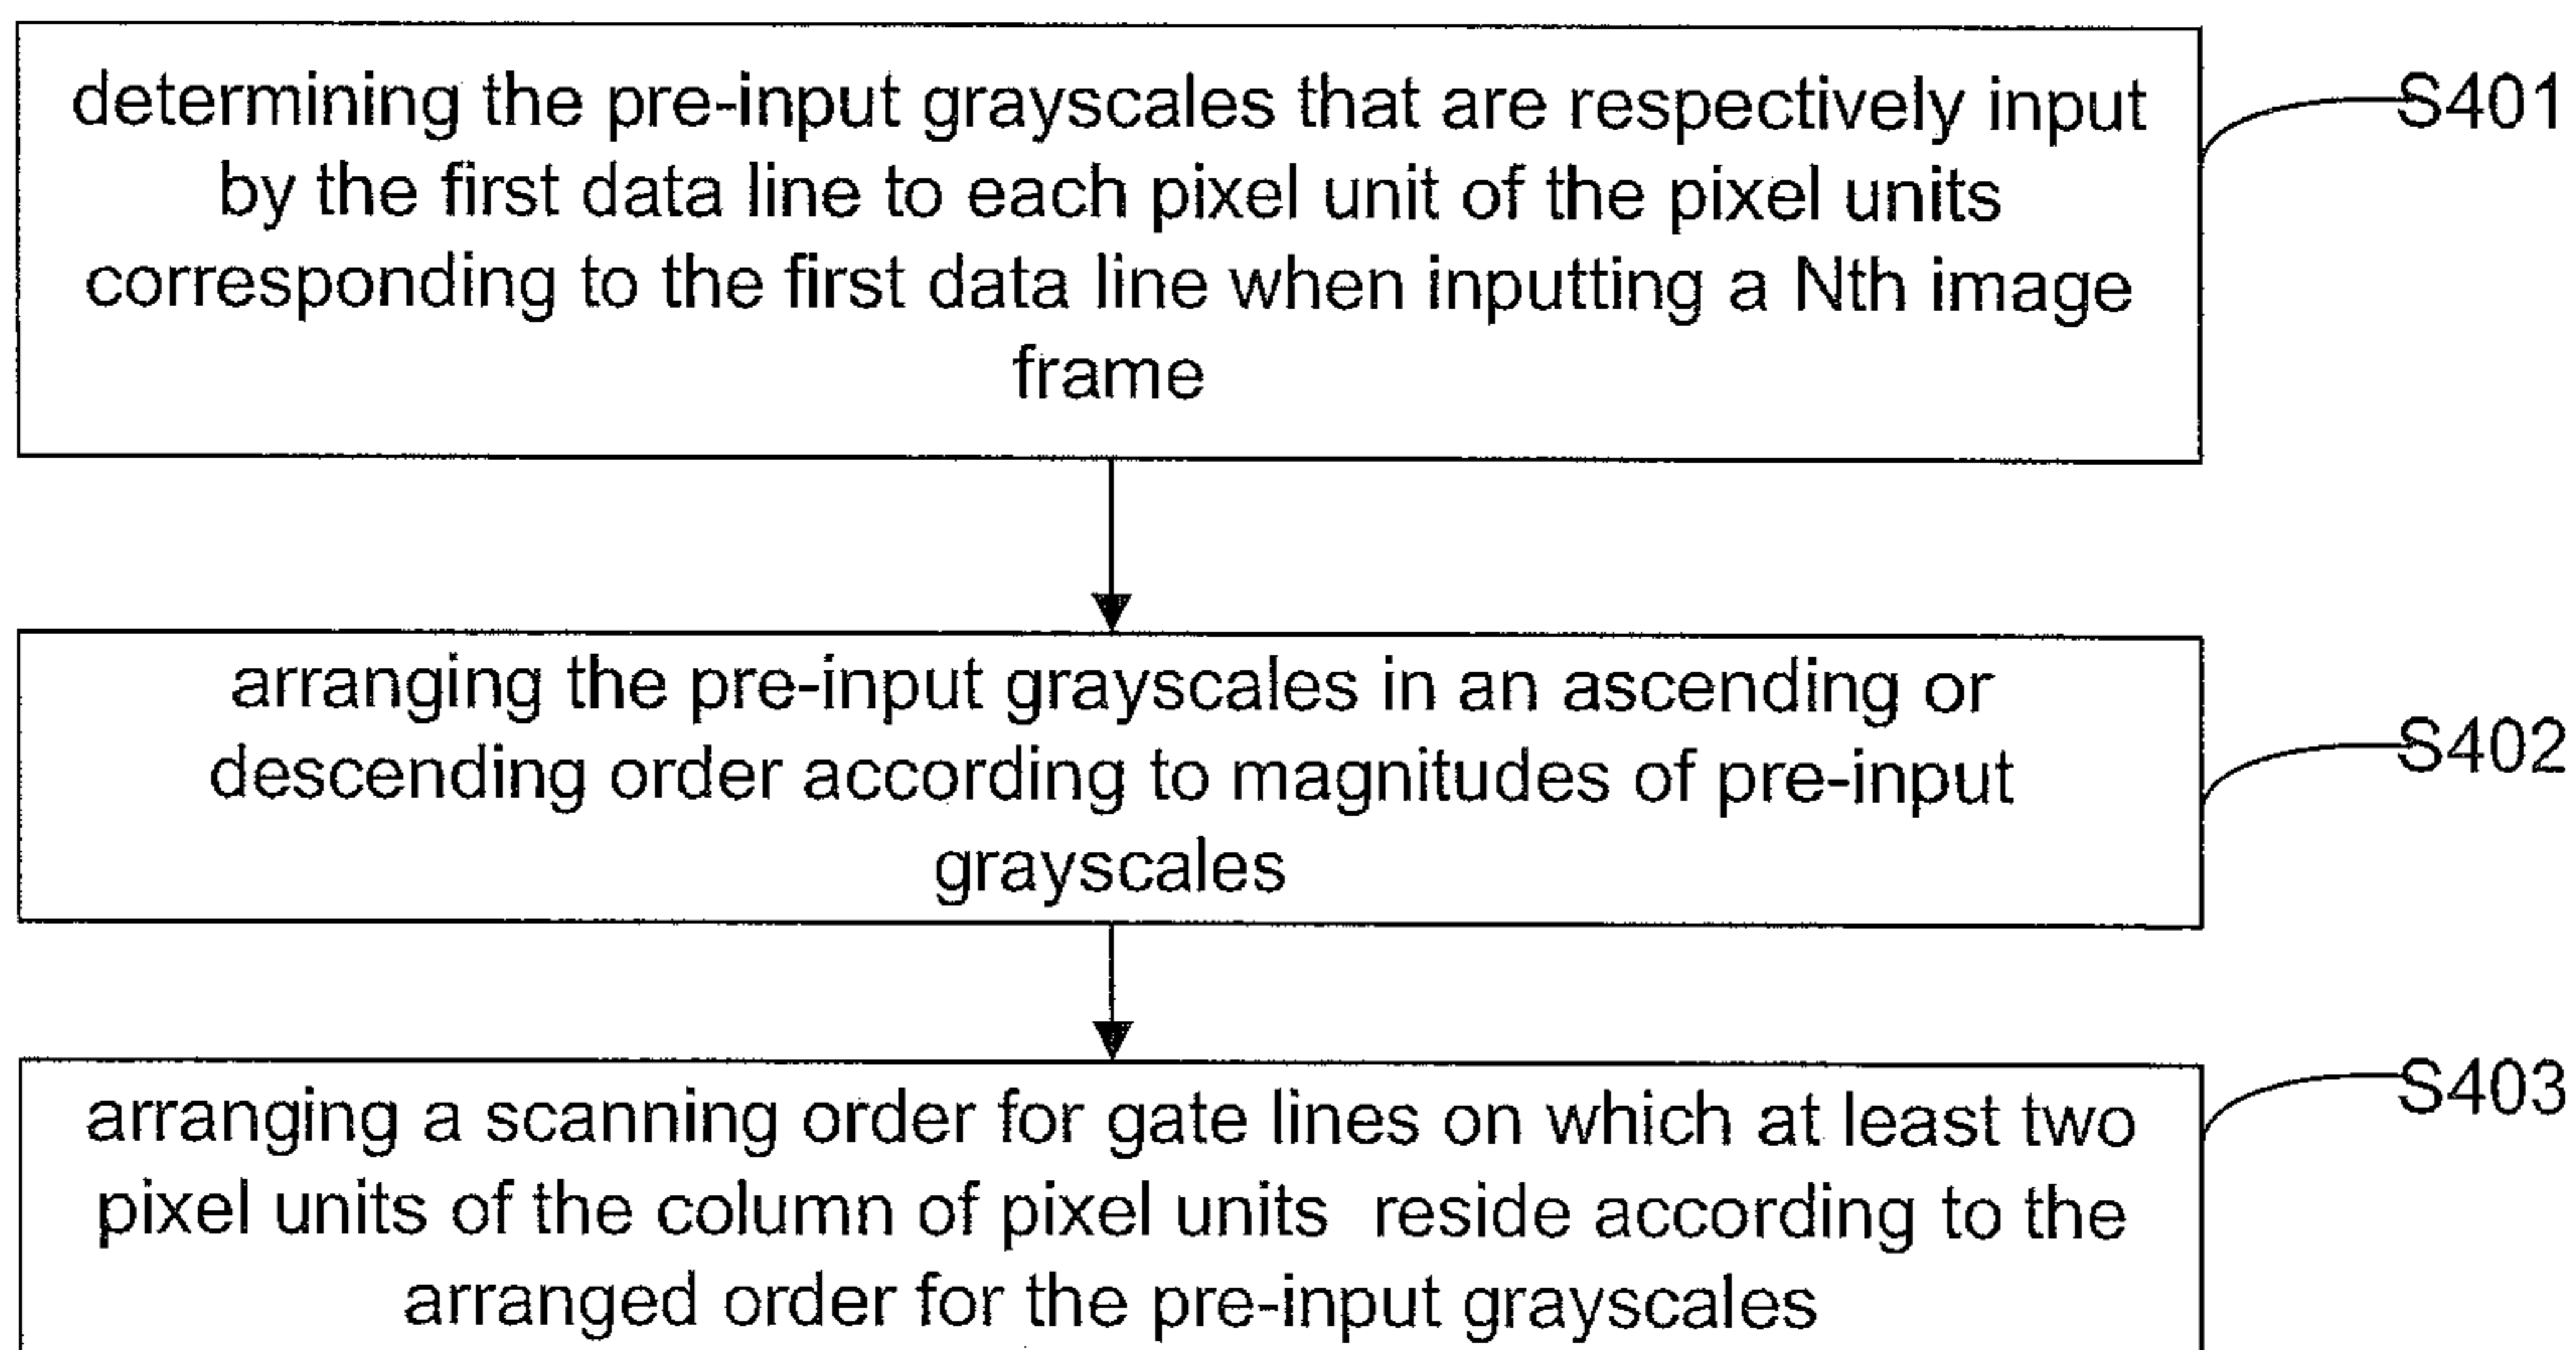 determining the pre-input grayscales that are respectively input
by the first data line to each pixel unit of the pixel units
corresponding to the first data line when inputting a Nth image
frame
S401
arranging the pre-input grayscales in an ascending or
descending order according to magnitudes of pre-input
grayscales
S402
arranging a scanning order for gate lines on which at least two
pixel units of the column of pixel units reside according to the
arranged order for the pre-input grayscales
S403